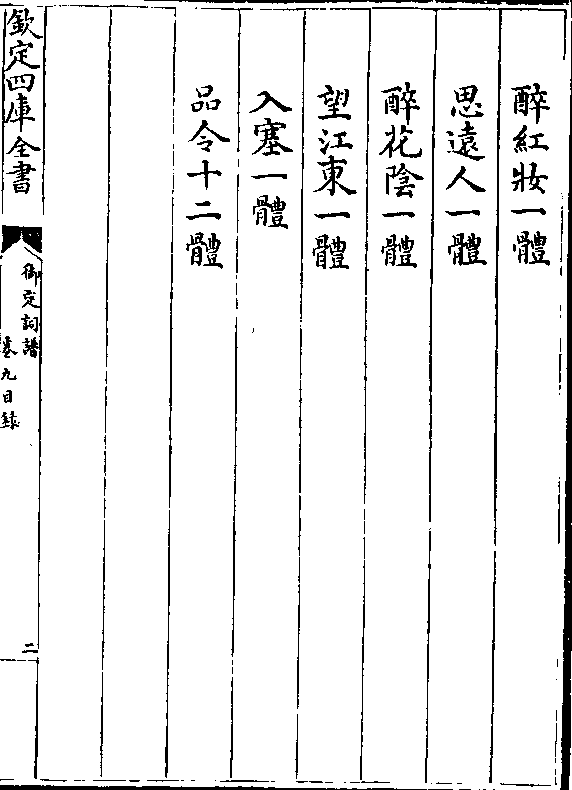 醉紅妝一體
思遠人一體
醉花陰一體
望江東一體
入塞一體
品令十二體
欽定四庫全書
御定詞譜
卷九目錄
二